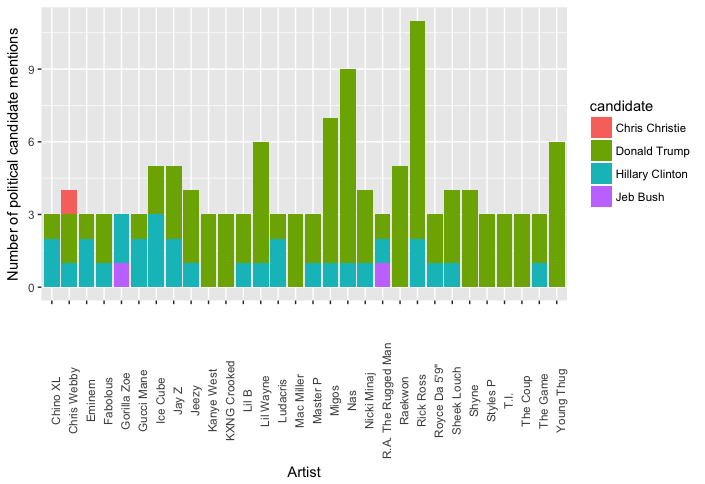 Number of political candidate mentions
9
6
3
0
Chino XL
Chris Webby
Eminem
Fabolous
Gorilla Zoe
Gucci Mane
Ice Cube
Jay Z
Jeezy
Kanye West
KXNG Crooked
Lil B
Lil Wayne
Ludacris
Mac Miller
Master P
Migos
Nas
Nicki Minaj
R.A. The Rugged Man
Raekwon
Rick Ross
Royce Da 5'9"
Sheek Louch
Shyne
Styles P
T.I.
The Coup
The Game
Young Thug
Artist
candidate
Chris Christie
Donald Trump
Hillary Clinton
Jeb Bush